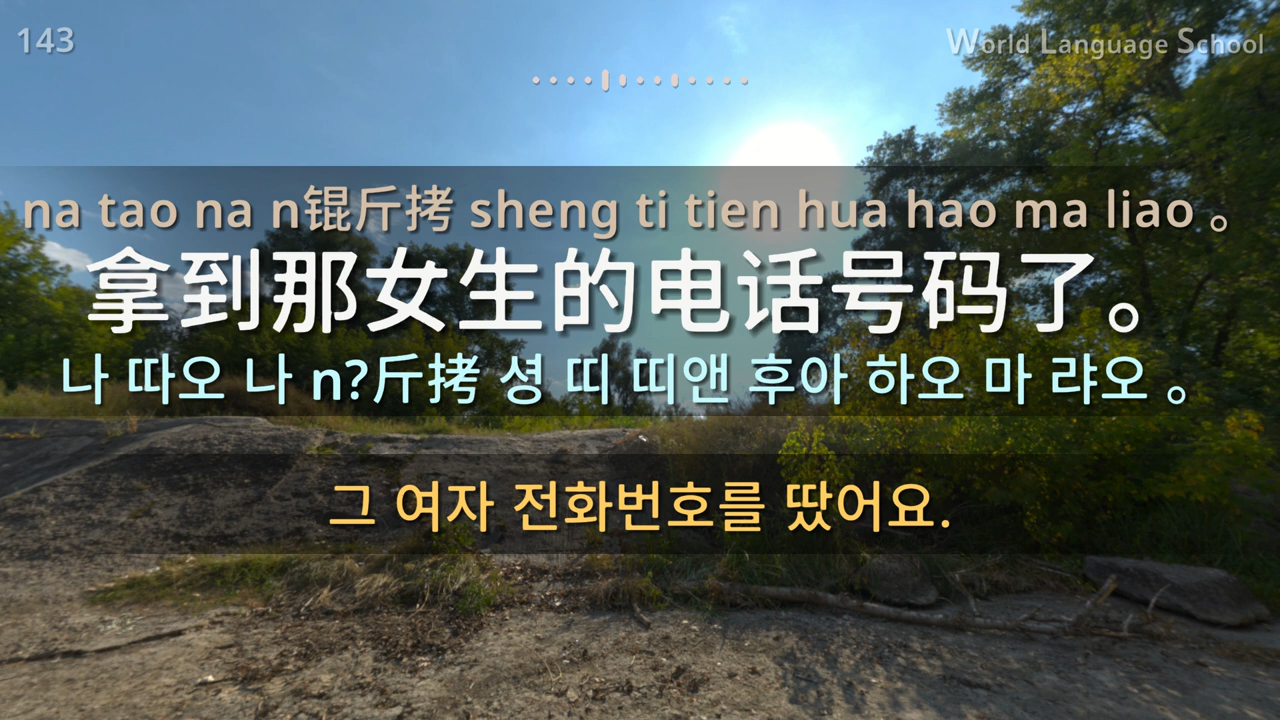 143
World Language School
na tao na n锟斤拷 sheng ti tien hua hao ma liao 。
拿到那女生的电话号码了。
나 따오 나 n?斤拷 셩 띠 띠앤 후아 하오 마 랴오 。
그 여자 전화번호를 땄어요.